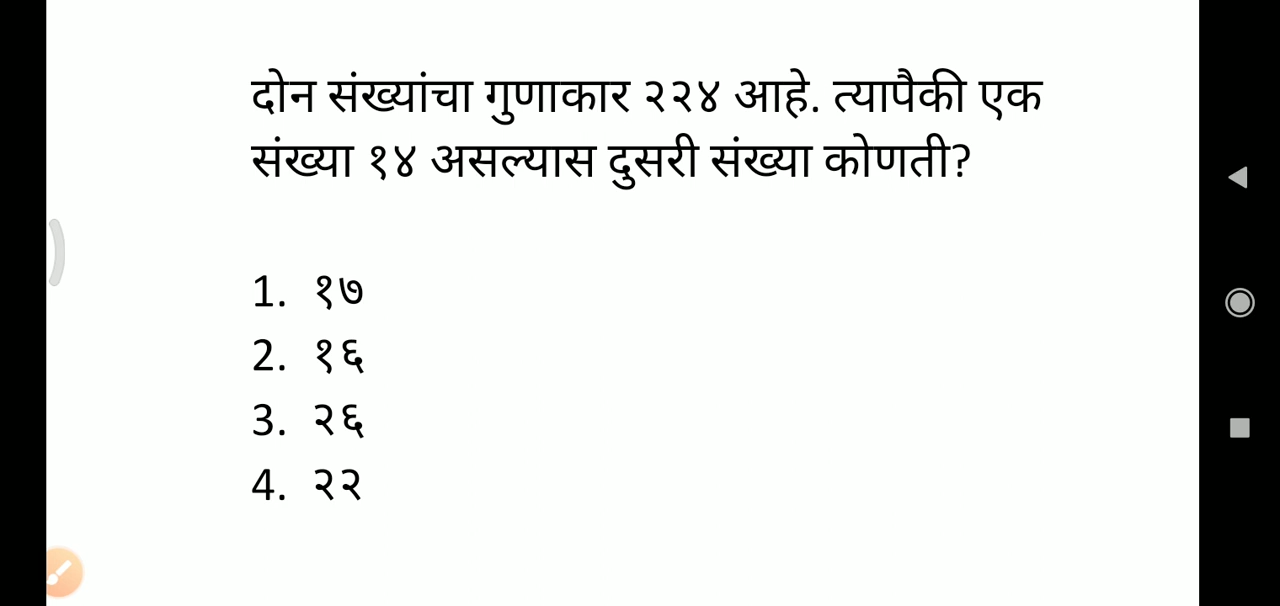 दोन संख्यांचा गुणाकार २२४ आहे. त्यापैकी एक
संख्या १४ असल्यास दुसरी संख्या कोणती?
1. १७
2. १६
3. २६
4. २२